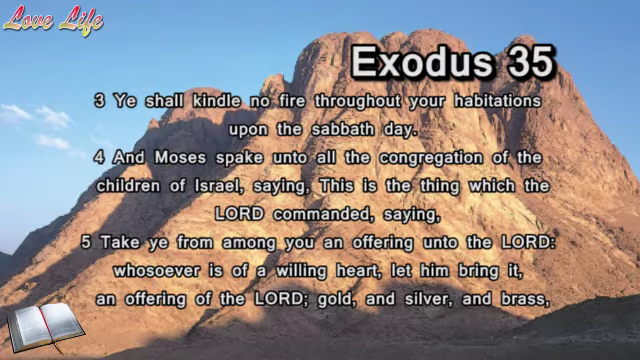 Love Life
Exodus 35
3 Ye shall kindle no fire throughout your habitations
upon the sabbath day.
4 And Moses spake unto all the congregation of the
children of Israel, saying, This is the thing which the
LORD commanded, saying,
5 Take ye from among you an offering unto the LORD:
whosoever is of a willing heart, let him bring it,
an offering of the LORD; gold, and silver, and brass,